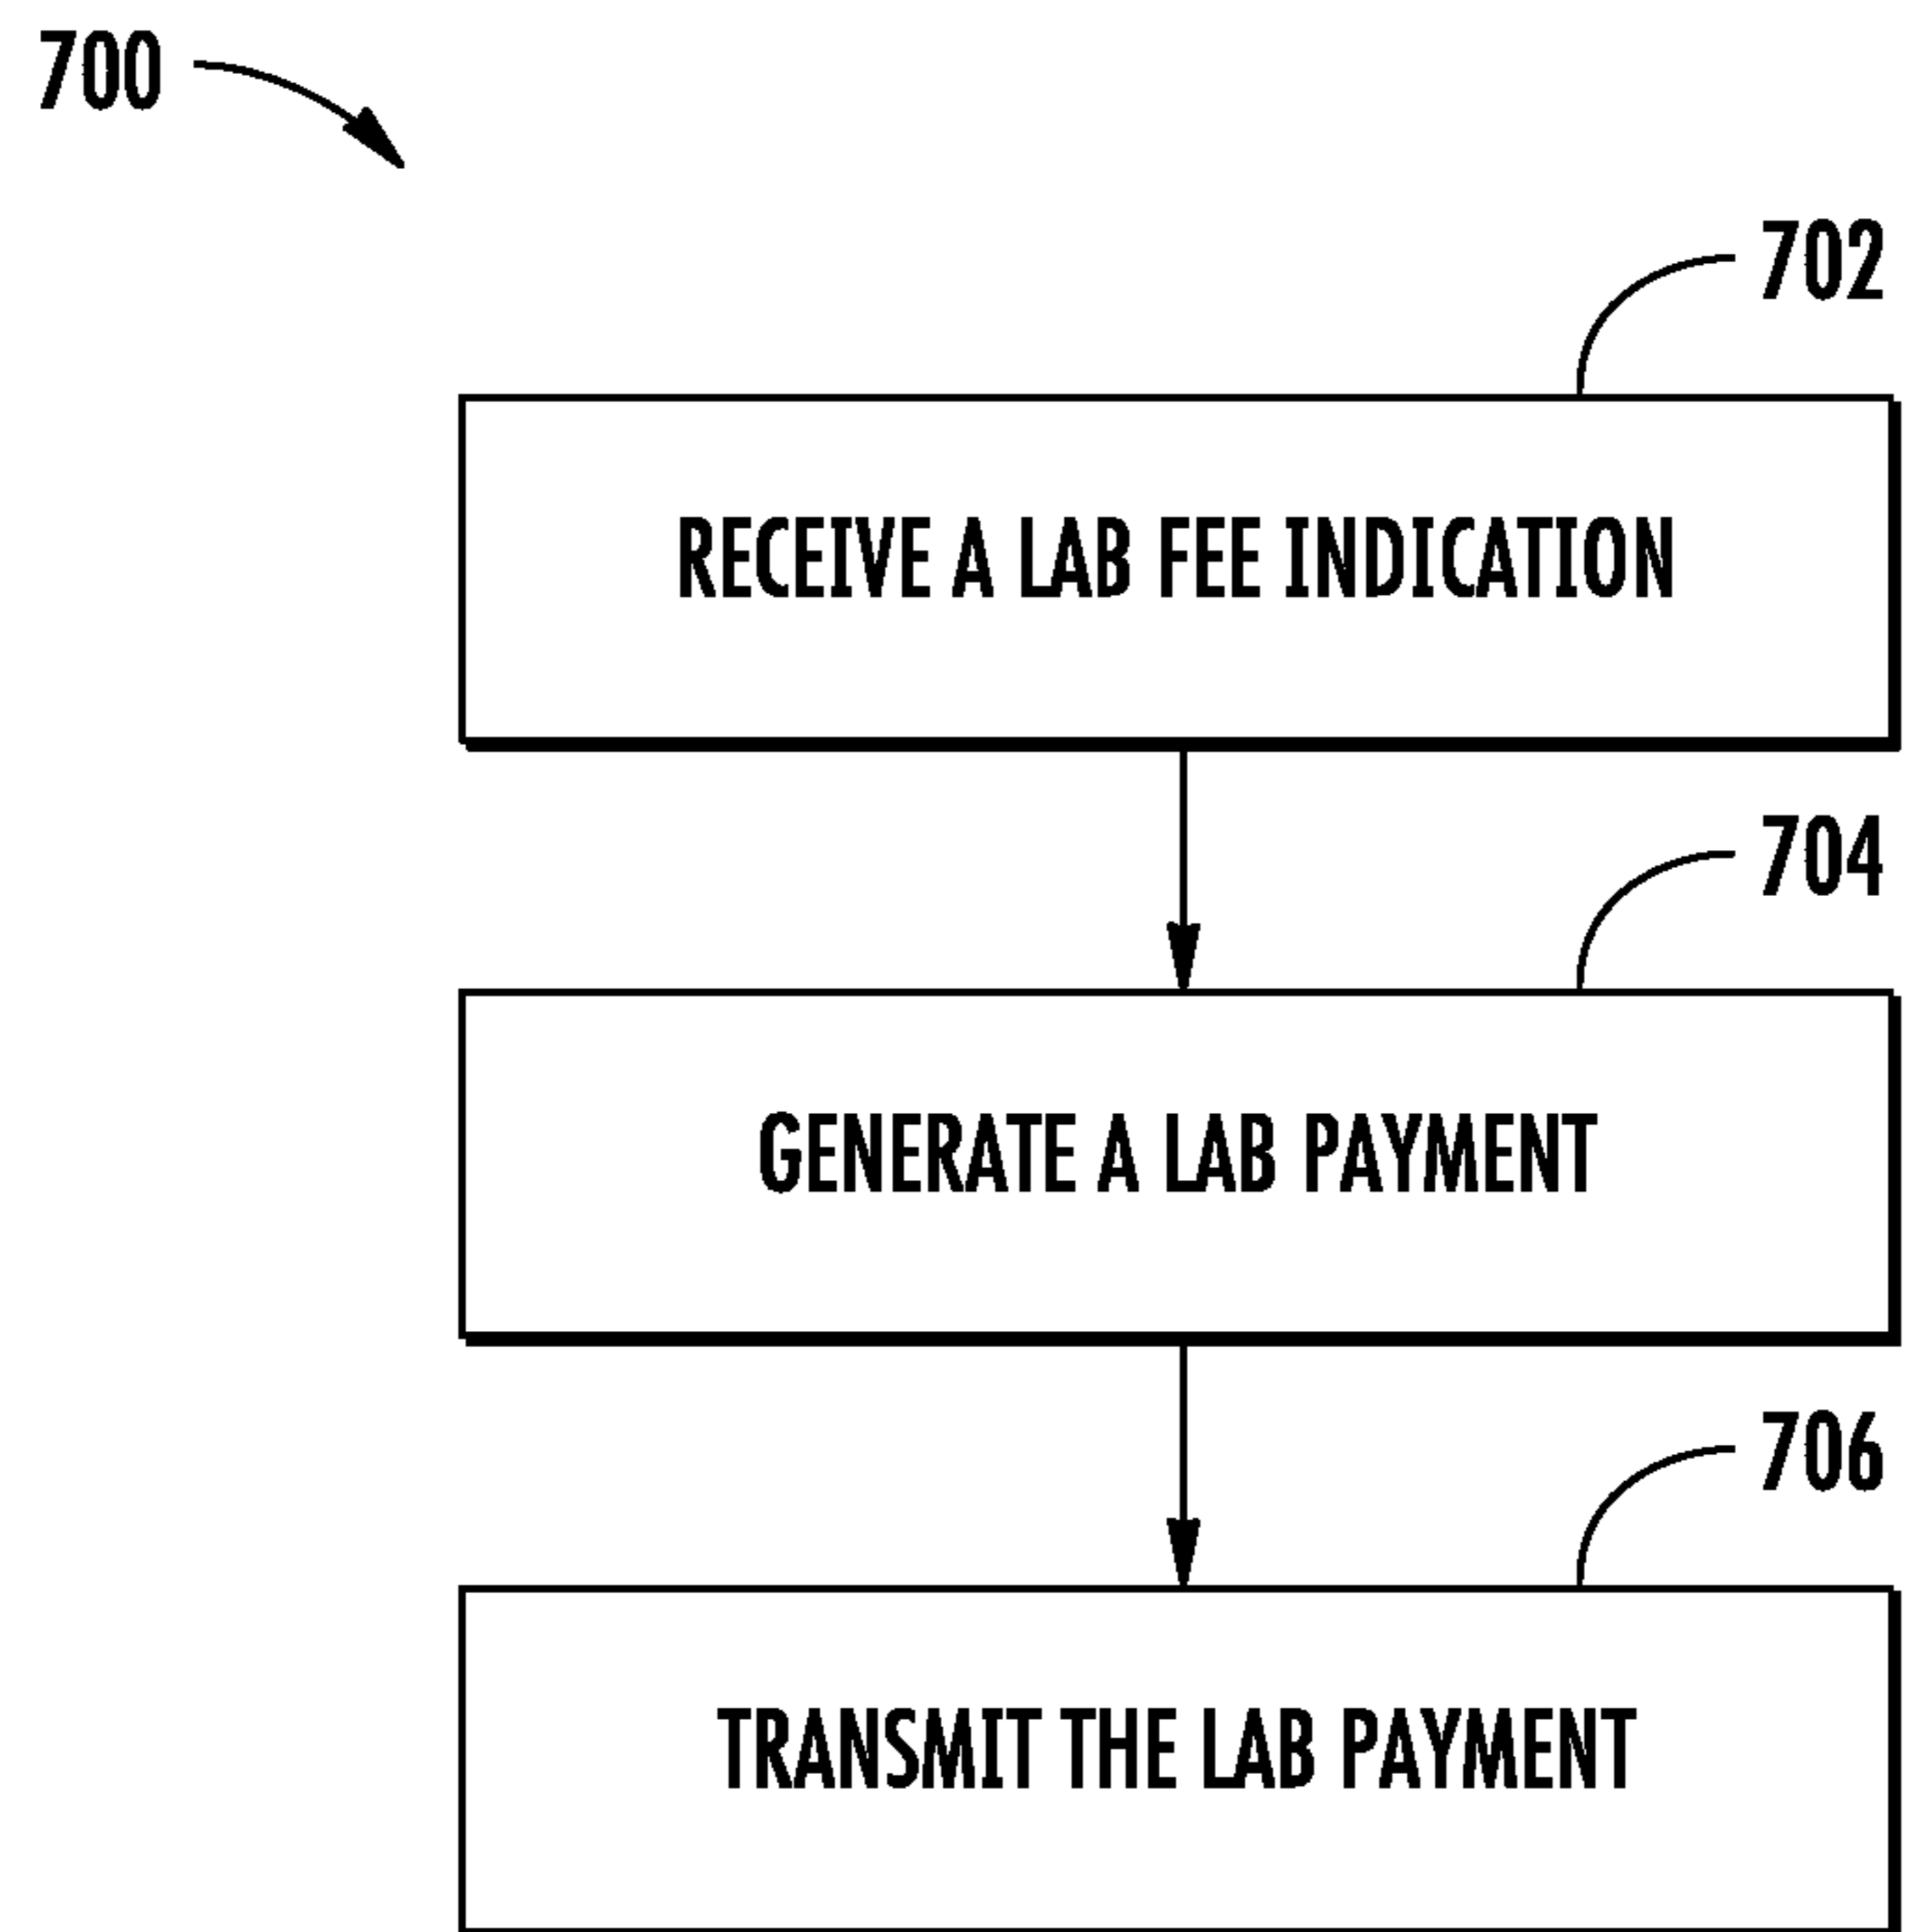 700
702
RECEIVE A LAB FEE INDICATION
704
GENERATE A LAB PAYMENT
706
TRANSMIT THE LAB PAYMENT